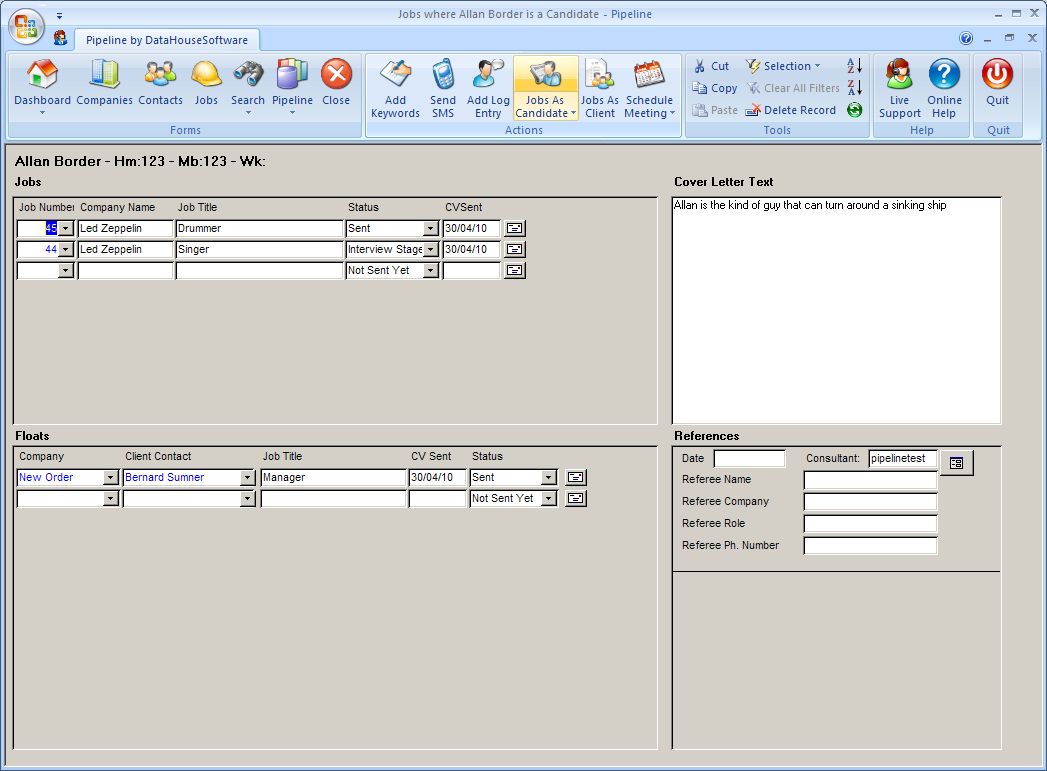 Jobs where Allan Border is a Candidate - Pipeline
Pipeline by DataHouseSoftware
Dashboard Companies Contacts Jobs Search Pipeline Close
Forms
Add Keywords
Send SMS
Add Log Entry
Jobs As Candidate
Jobs As Client
Schedule Meeting
Actions
Cut Selection
Copy Clear All Filters
Paste Delete Record
A Z
Z A
Tools
Live Support
Online Help
Help
Quit
Quit
Allan Border - Hm:123 - Mb:123 - Wk:
Jobs
Job Number Company Name Job Title Status CVSent
45 Led Zeppelin Drummer Sent 30/04/10
44 Led Zeppelin Singer Interview Stage 30/04/10
Not Sent Yet
Cover Letter Text
Allan is the kind of guy that can turn around a sinking ship
Floats
Company Client Contact Job Title CV Sent Status
New Order Bernard Sumner Manager 30/04/10 Sent
Not Sent Yet
References
Date Consultant: pipelinetest
Referee Name
Referee Company
Referee Role
Referee Ph. Number